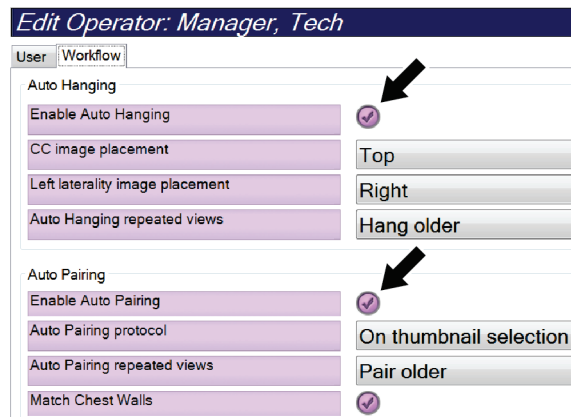 Edit Operator: Manager, Tech
User Workflow
Auto Hanging
Enable Auto Hanging
CC image placement Top
Left laterality image placement Right
Auto Hanging repeated views Hang older
Auto Pairing
Enable Auto Pairing
Auto Pairing protocol On thumbnail selection
Auto Pairing repeated views Pair older
Match Chest Walls